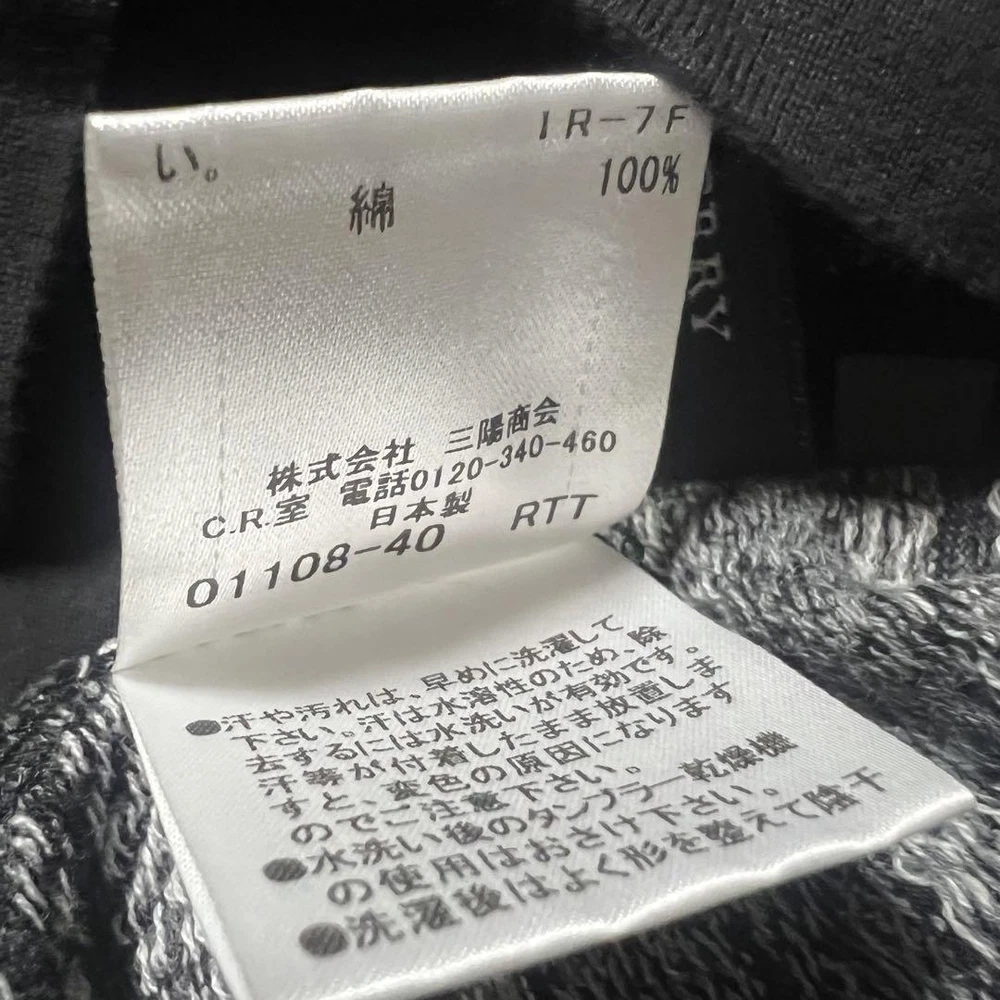 い。
IR-7F
綿
100%
株式会社 三陽商会
C.R.室 電話0120-340-460
日本製
01108-40 RTT
●汗や汚れは、早めに洗濯して
下さい。汗は水溶性のため、除
去するには水洗いが有効です。
汗等が付着したまま放置しま
すと、変色の原因になります
のでご注意下さい。
●水洗い後のタンブラー乾燥機
の使用はおさけ下さい。
●洗濯後はよく形を整えて陰干